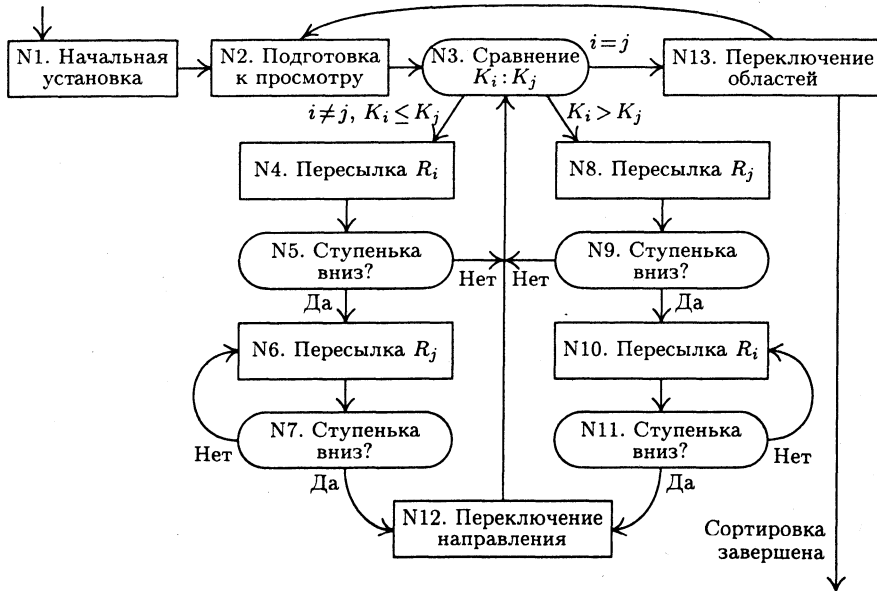 N1. Начальная
установка
N2. Подготовка
к просмотру
N3. Сравнение
K_i : K_j
i = j
N13. Переключение
областей
i ≠ j, K_i ≤ K_j
K_i > K_j
N4. Пересылка R_i
N8. Пересылка R_j
N5. Ступенька
вниз?
Нет
Нет
N9. Ступенька
вниз?
Да
Да
N6. Пересылка R_j
N10. Пересылка R_i
N7. Ступенька
вниз?
Нет
N11. Ступенька
вниз?
Нет
Да
Да
N12. Переключение
направления
Сортировка
завершена